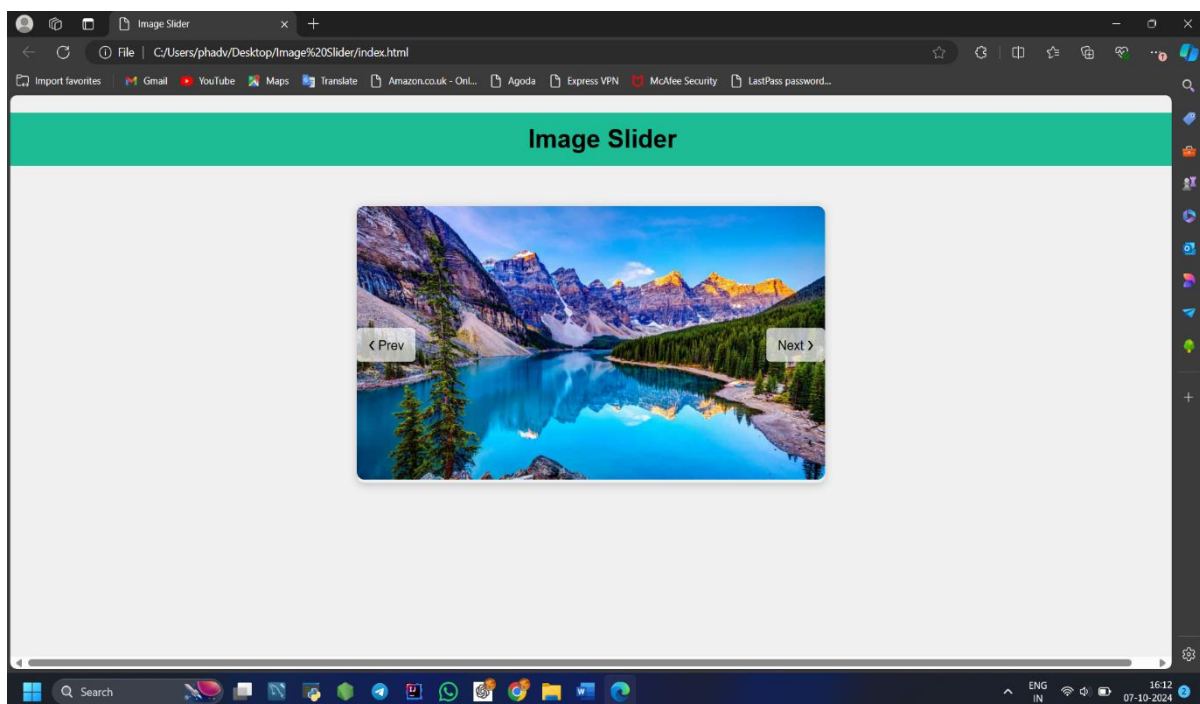 Image Slider
File | C:/Users/phadv/Desktop/Image%20Slider/index.html
Import favorites | Gmail YouTube Maps Translate Amazon.co.uk - Onl... Agoda Express VPN McAfee Security LastPass password...
Image Slider
❮ Prev Next ❯
Search
ENG
IN
16:12
07-10-2024
2